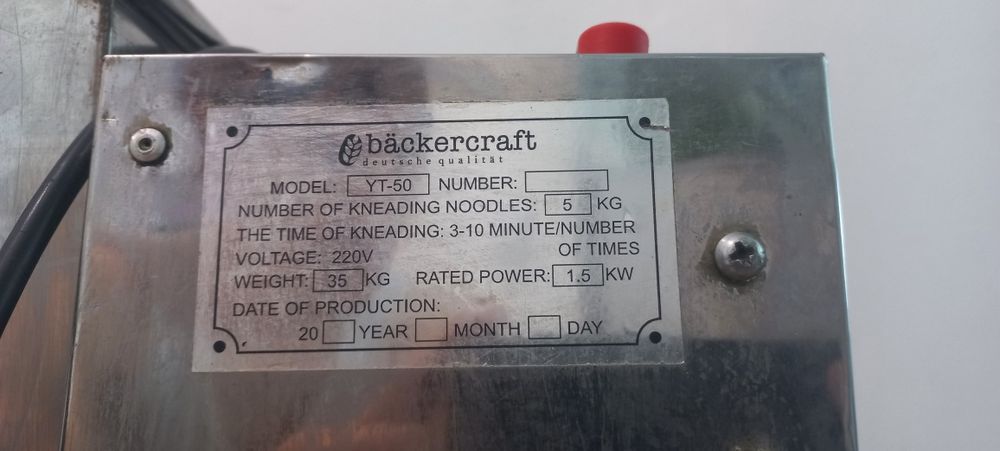 bäckercraft
deutsche qualität
MODEL: YT-50 NUMBER:
NUMBER OF KNEADING NOODLES: 5 KG
THE TIME OF KNEADING: 3-10 MINUTE/NUMBER
OF TIMES
VOLTAGE: 220V
WEIGHT: 35 KG RATED POWER: 1.5 KW
DATE OF PRODUCTION:
20 YEAR MONTH DAY